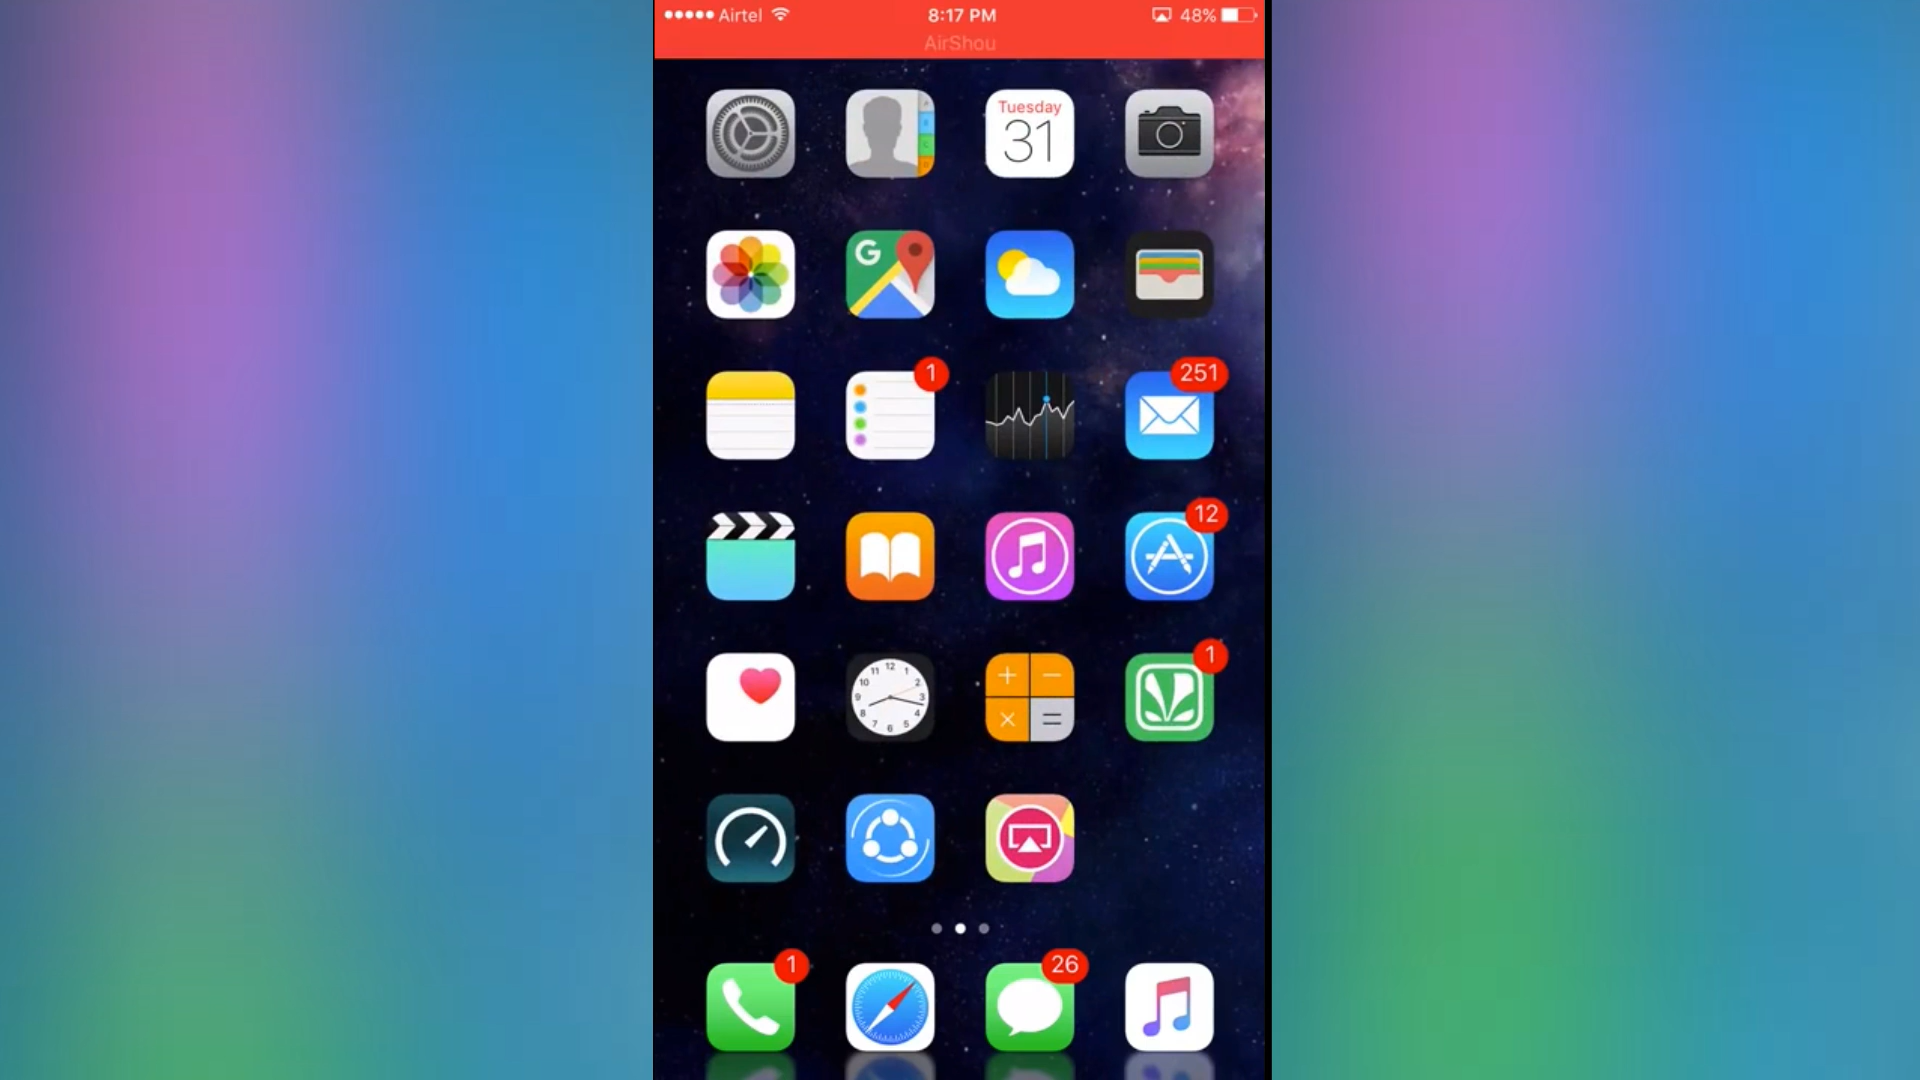 Airtel 8:17 PM 48%
AirShou
Tuesday
31
G
1
251
12
1
1
26